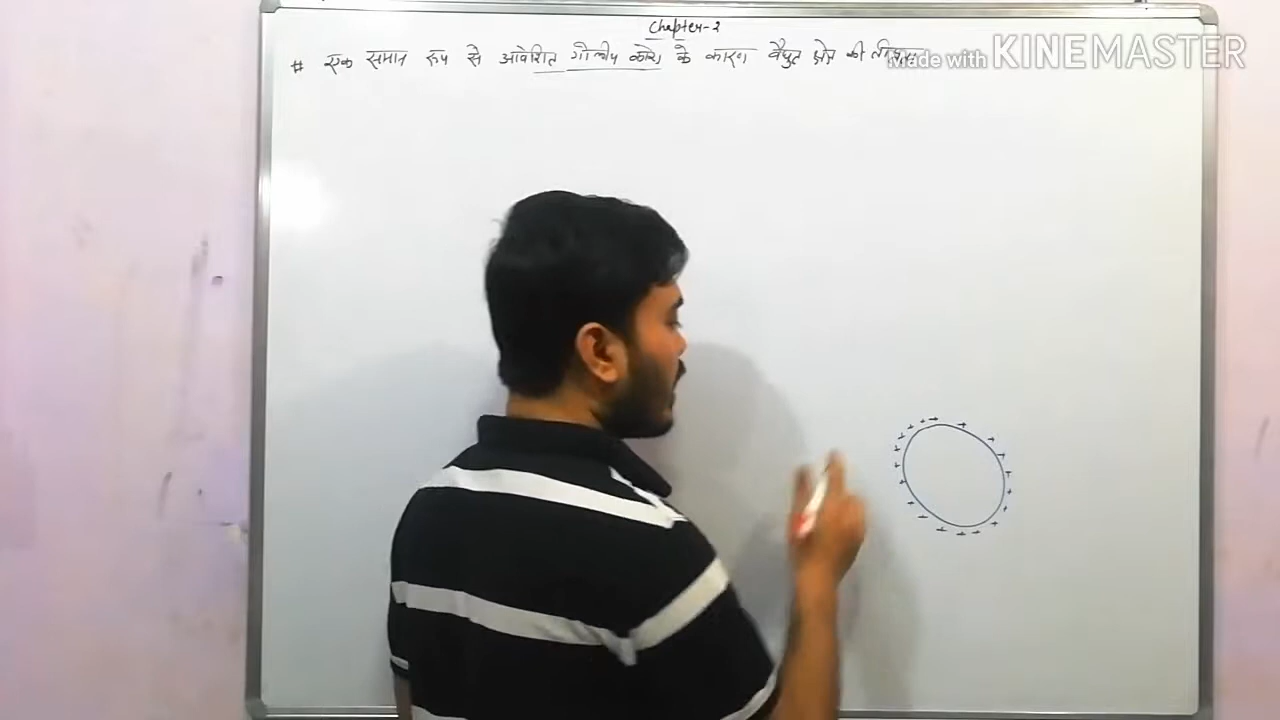 Chapter-2
# एक समान रूप से आवेशित गोलीय कोश के कारण वैद्युत क्षेत्र की
Made with KINEMASTER